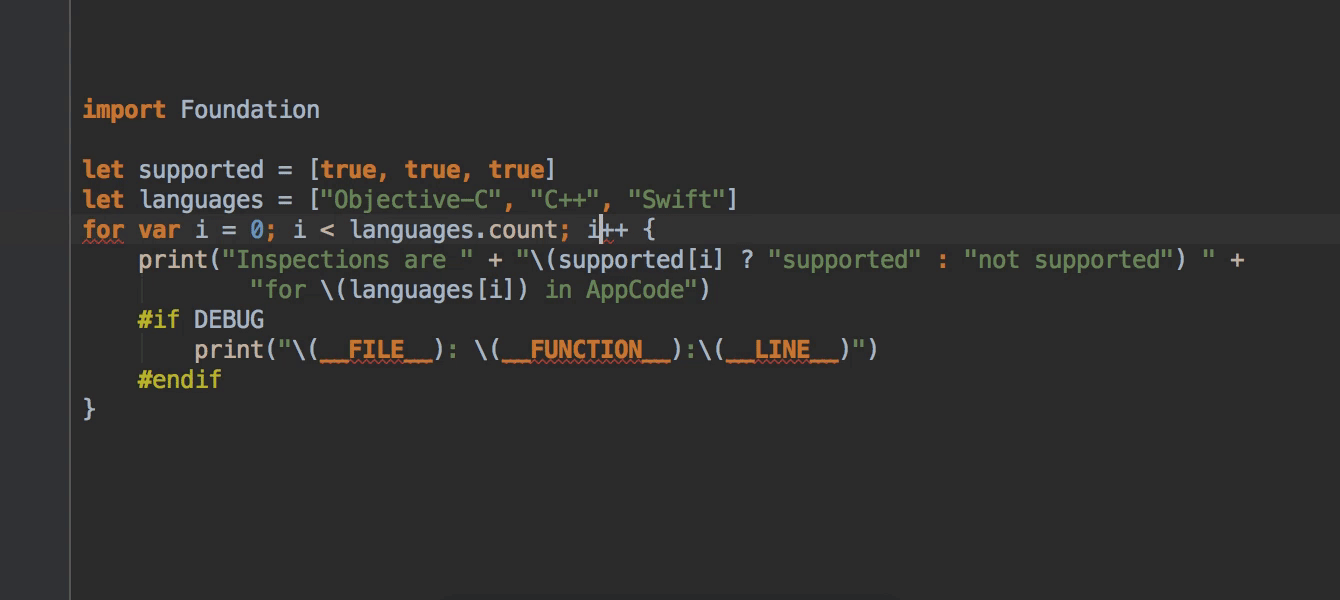 import Foundation
let supported = [true, true, true]
let languages = ["Objective-C", "C++", "Swift"]
for var i = 0; i < languages.count; i++ {
    print("Inspections are " + "\(supported[i] ? "supported" : "not supported") " +
            "for \(languages[i]) in AppCode")
    #if DEBUG
        print("\(__FILE__): \(__FUNCTION__):\(__LINE__)")
    #endif
}